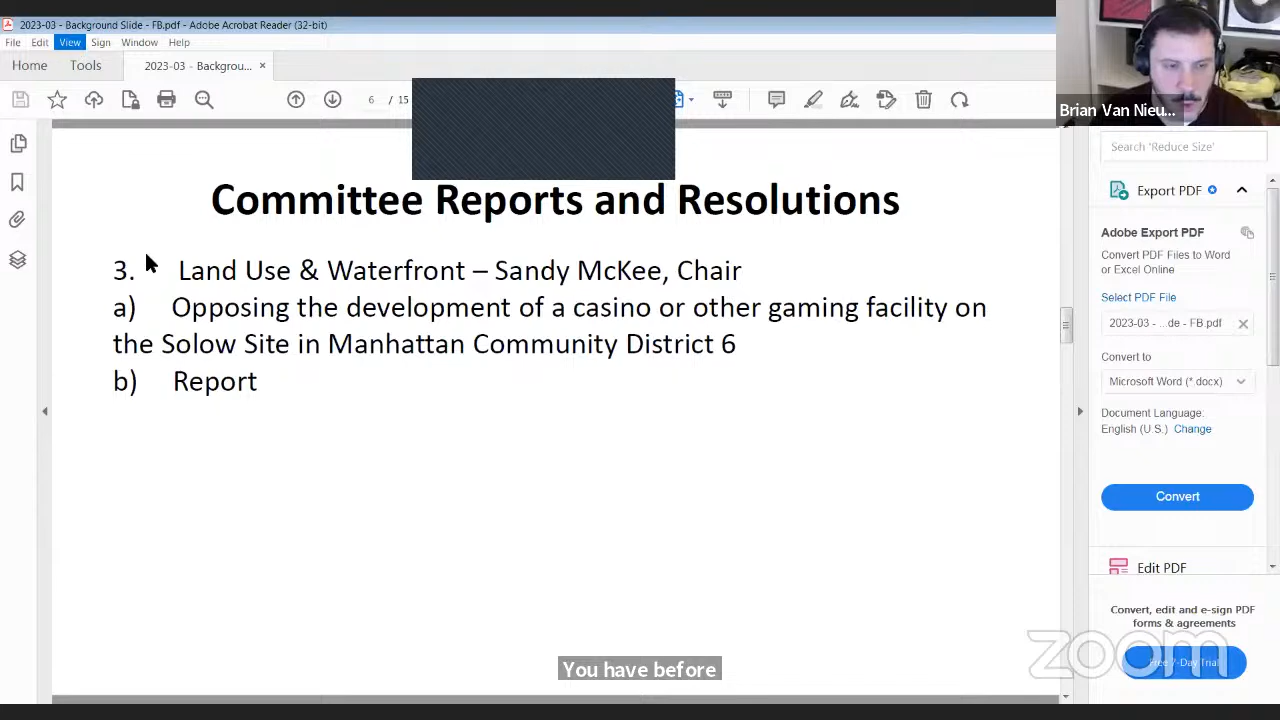 2023-03 - Background Slide - FB.pdf - Adobe Acrobat Reader (32-bit)
File Edit View Sign Window Help
Home Tools 2023-03 - Backgrou... ×
6 / 15
Brian Van Nieu...
Search 'Reduce Size'
Committee Reports and Resolutions
3. Land Use & Waterfront – Sandy McKee, Chair
a) Opposing the development of a casino or other gaming facility on
the Solow Site in Manhattan Community District 6
b) Report
Export PDF
Adobe Export PDF
Convert PDF Files to Word
or Excel Online
Select PDF File
2023-03 - ...de - FB.pdf
Convert to
Microsoft Word (*.docx)
Document Language:
English (U.S.) Change
Convert
Edit PDF
Convert, edit and e-sign PDF
forms & agreements
Free 7-Day Trial
zoom
You have before